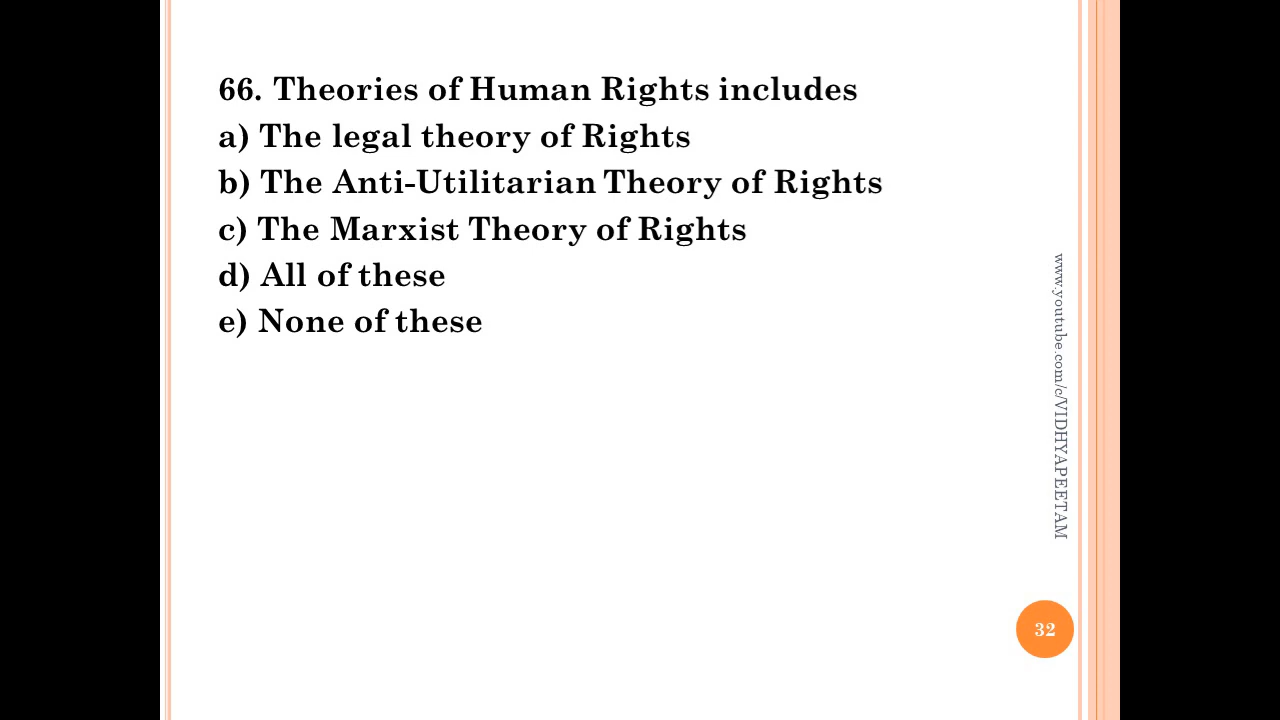 66. Theories of Human Rights includes
a) The legal theory of Rights
b) The Anti-Utilitarian Theory of Rights
c) The Marxist Theory of Rights
d) All of these
e) None of these
www.youtube.com/c/VIDHYAPEETAM
32